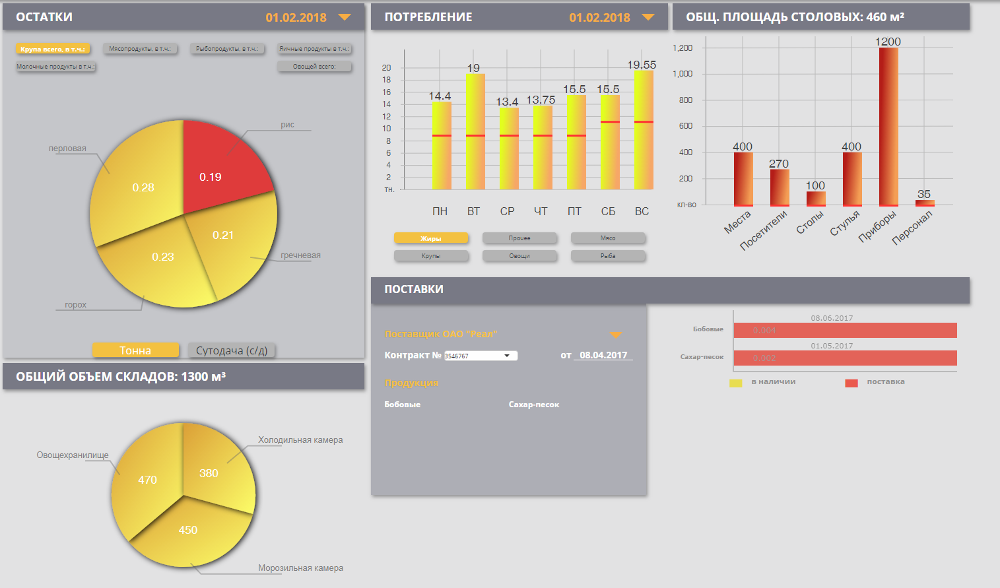 ОСТАТКИ 01.02.2018
Крупа всего, в т.ч.: Мясопродукты, в т.ч.: Рыбопродукты, в т.ч.: Яичные продукты в т.ч.:
Молочные продукты в т.ч.: Овощей всего:
рис
перловая
0.19
0.28
0.21
0.23
гречневая
горох
Тонна Сутодача (с/д)
ОБЩИЙ ОБЪЕМ СКЛАДОВ: 1300 м³
Холодильная камера
Овощехранилище
380
470
450
Морозильная камера
ПОТРЕБЛЕНИЕ 01.02.2018
20
18
16
14
12
10
8
6
4
2
тн.
14.4
19
13.4
13.75
15.5
15.5
19.55
ПН ВТ СР ЧТ ПТ СБ ВС
Жиры Прочее Мясо
Крупы Овощи Рыба
ОБЩ. ПЛОЩАДЬ СТОЛОВЫХ: 460 м²
1,200
1,000
800
600
400
200
кл-во
400
270
100
400
1200
35
Места
Посетители
Столы
Стулья
Приборы
Персонал
ПОСТАВКИ
Поставщик ОАО "Реал"
Контракт № 3546767 от 08.04.2017
Продукция
Бобовые Сахар-песок
08.06.2017
Бобовые 0.004
01.05.2017
Сахар-песок 0.002
в наличии поставка